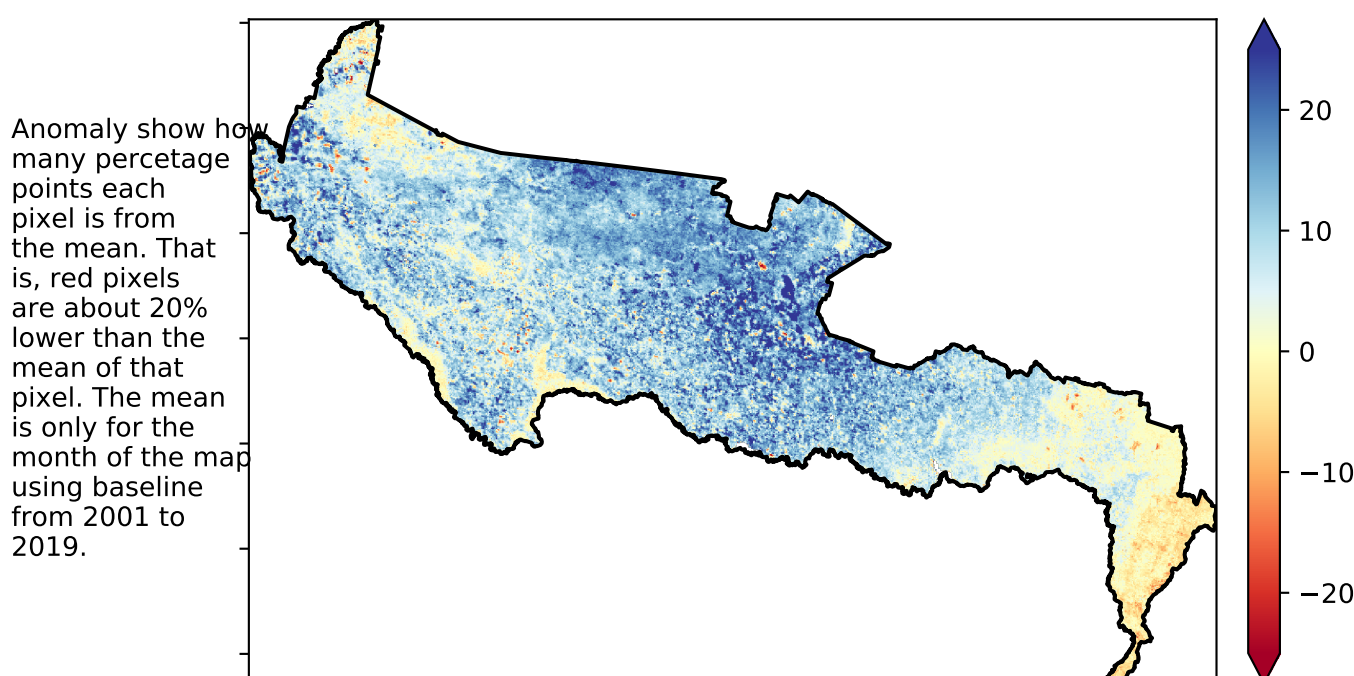 Anomaly show how
many percetage
points each
pixel is from
the mean. That
is, red pixels
are about 20%
lower than the
mean of that
pixel. The mean
is only for the
month of the map
using baseline
from 2001 to
2019.
20
10
0
−10
−20